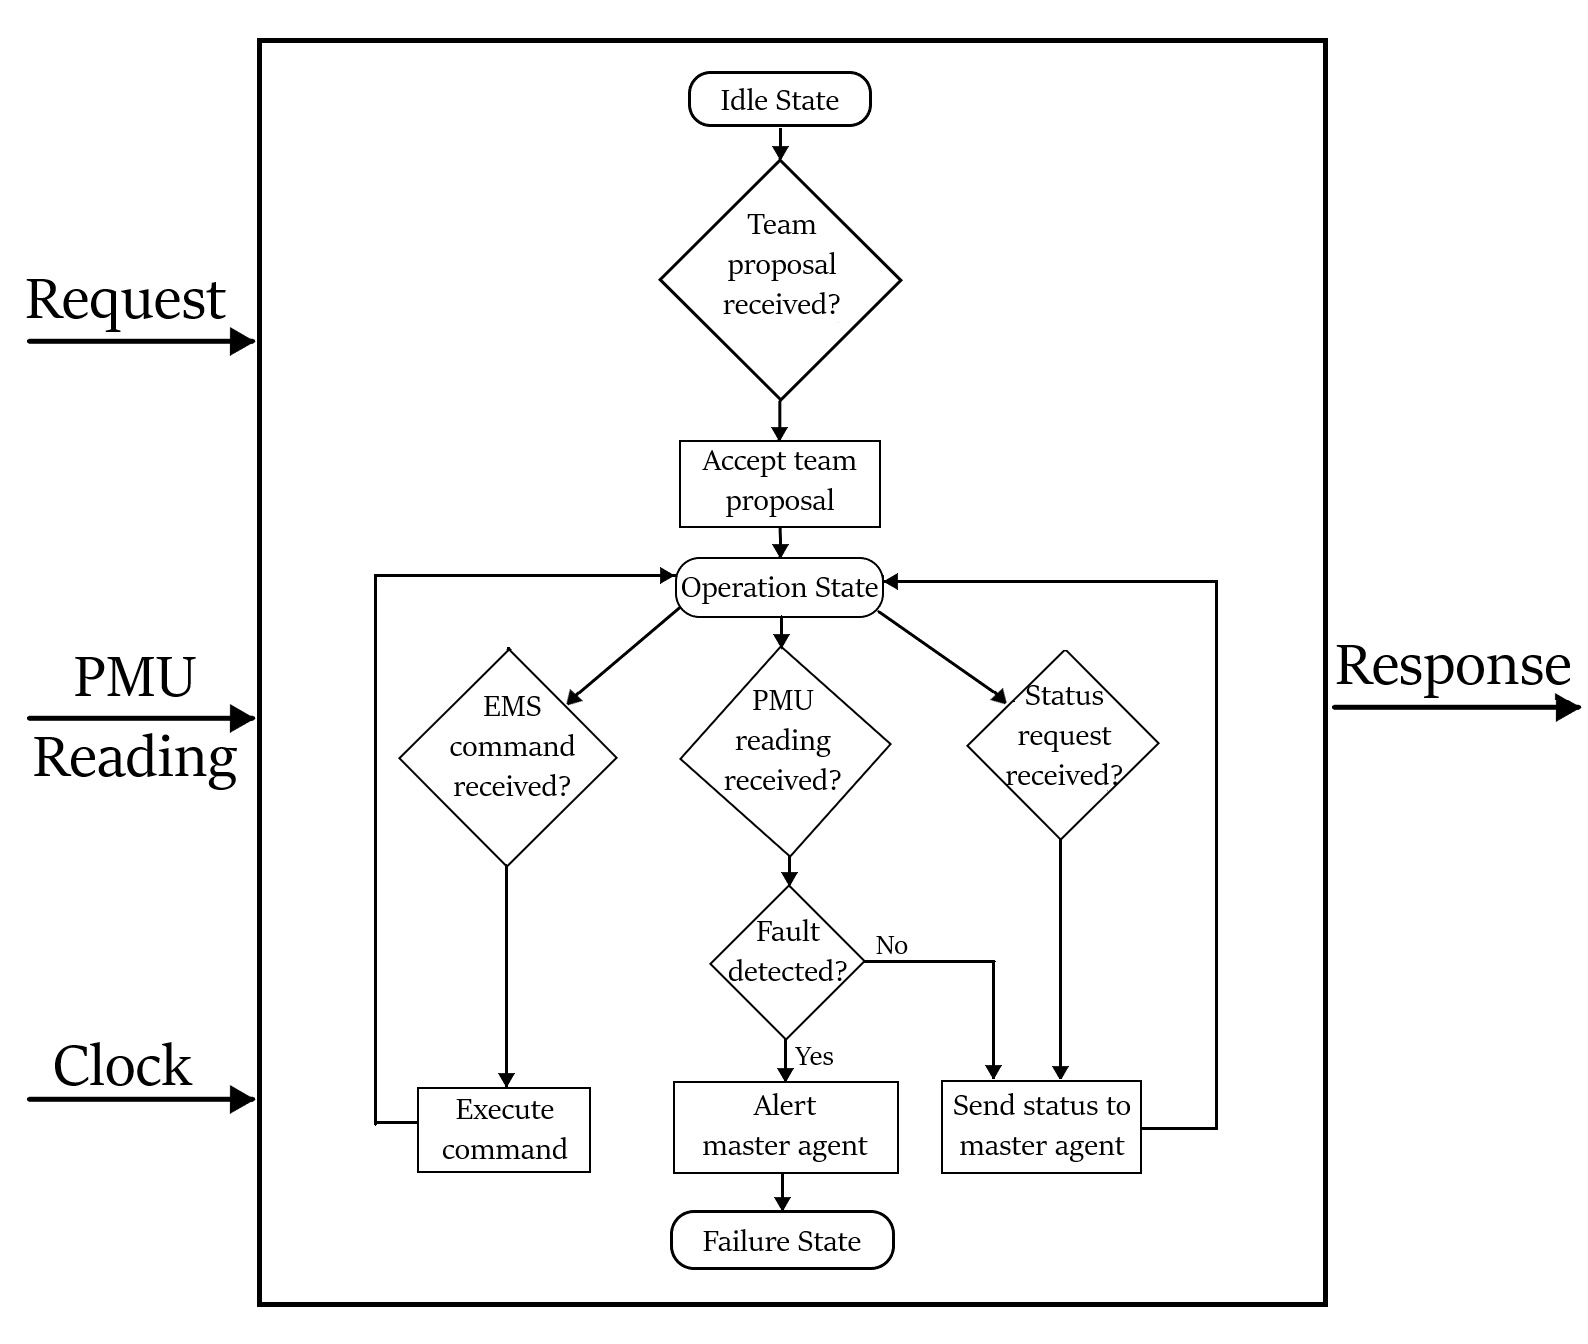 Idle State
Team
proposal
received?
Request
Accept team
proposal
Operation State
PMU
Reading
Response
EMS
command
received?
PMU
reading
received?
Status
request
received?
Fault
detected?
No
Yes
Clock
Execute
command
Alert
master agent
Send status to
master agent
Failure State